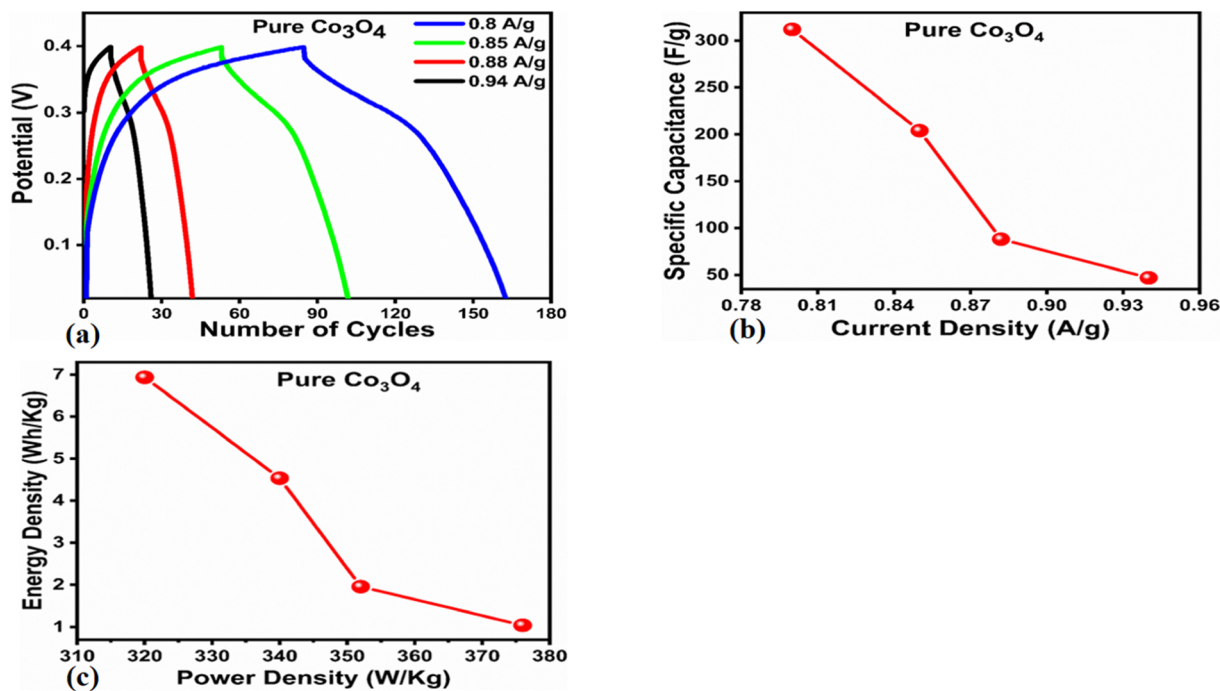 Pure Co₃O₄
0.8 A/g
0.85 A/g
0.88 A/g
0.94 A/g
Potential (V)
0.4
0.3
0.2
0.1
0 30 60 90 120 150 180
Number of Cycles
(a)
Pure Co₃O₄
Specific Capacitance (F/g)
300
250
200
150
100
50
0.78 0.81 0.84 0.87 0.90 0.93 0.96
Current Density (A/g)
(b)
Pure Co₃O₄
Energy Density (Wh/Kg)
7
6
5
4
3
2
1
310 320 330 340 350 360 370 380
Power Density (W/Kg)
(c)